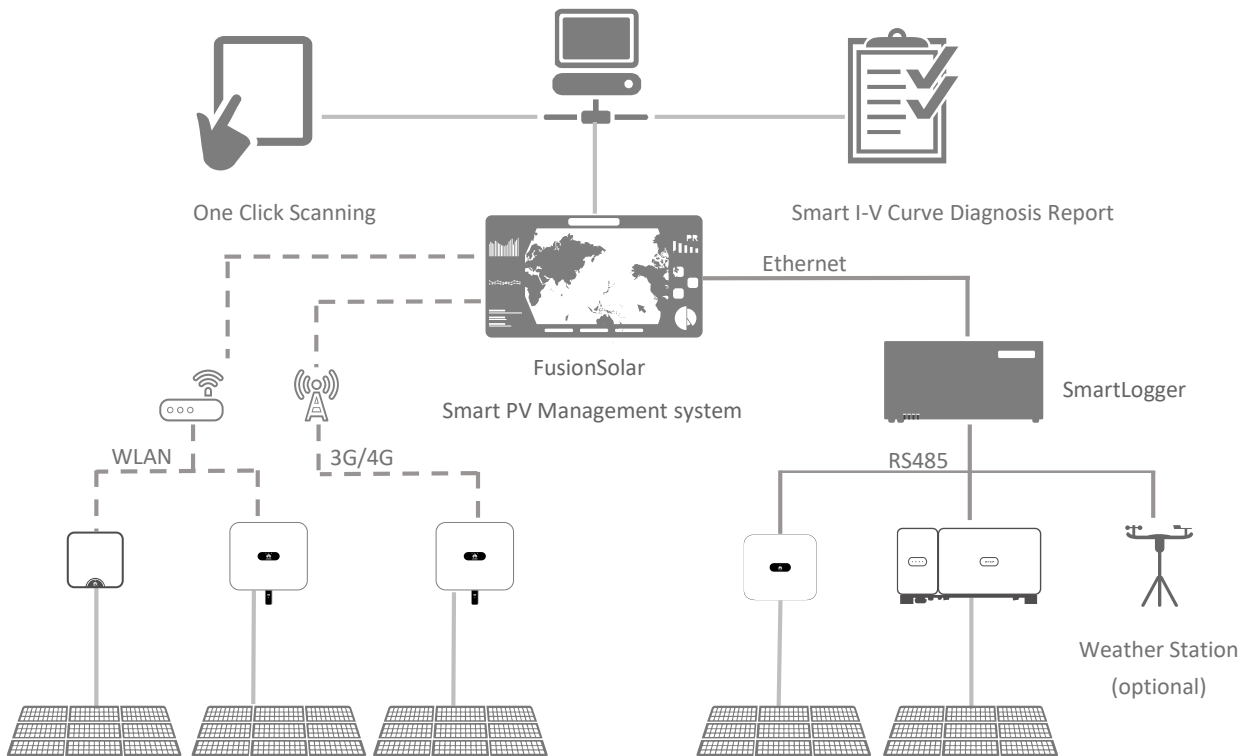 One Click Scanning
Smart I-V Curve Diagnosis Report
PR
Ethernet
FusionSolar
Smart PV Management system
SmartLogger
WLAN
3G/4G
RS485
Weather Station
(optional)